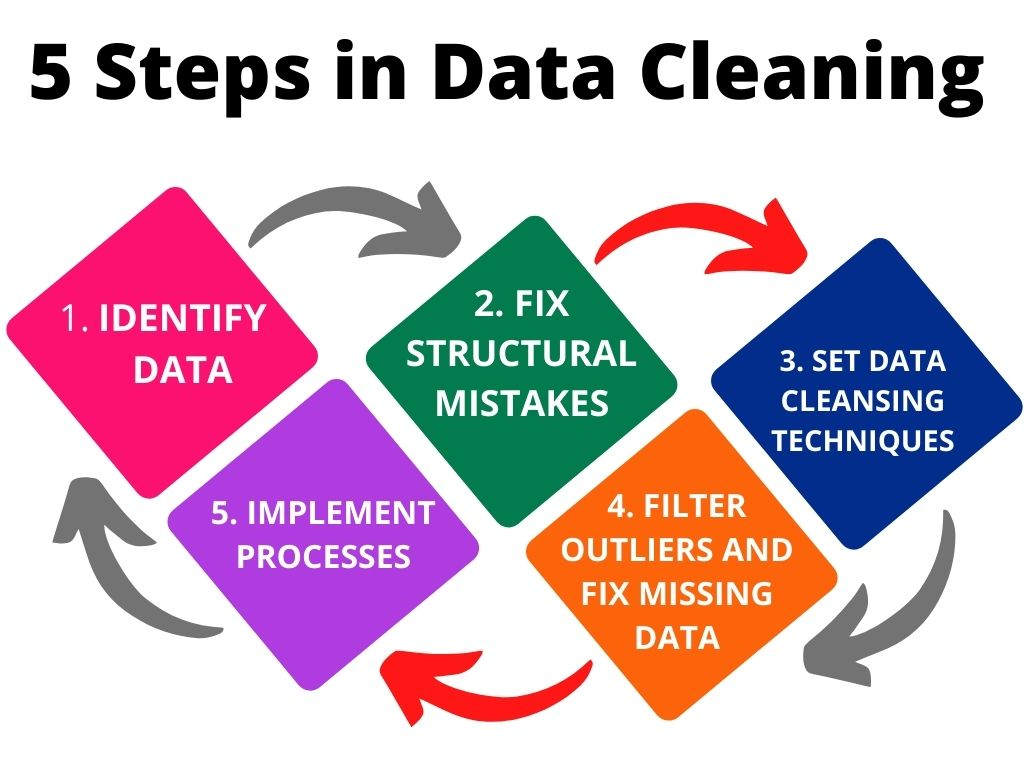 5 Steps in Data Cleaning
1. IDENTIFY
DATA
2. FIX
STRUCTURAL
MISTAKES
3. SET DATA
CLEANSING
TECHNIQUES
4. FILTER
OUTLIERS AND
FIX MISSING
DATA
5. IMPLEMENT
PROCESSES